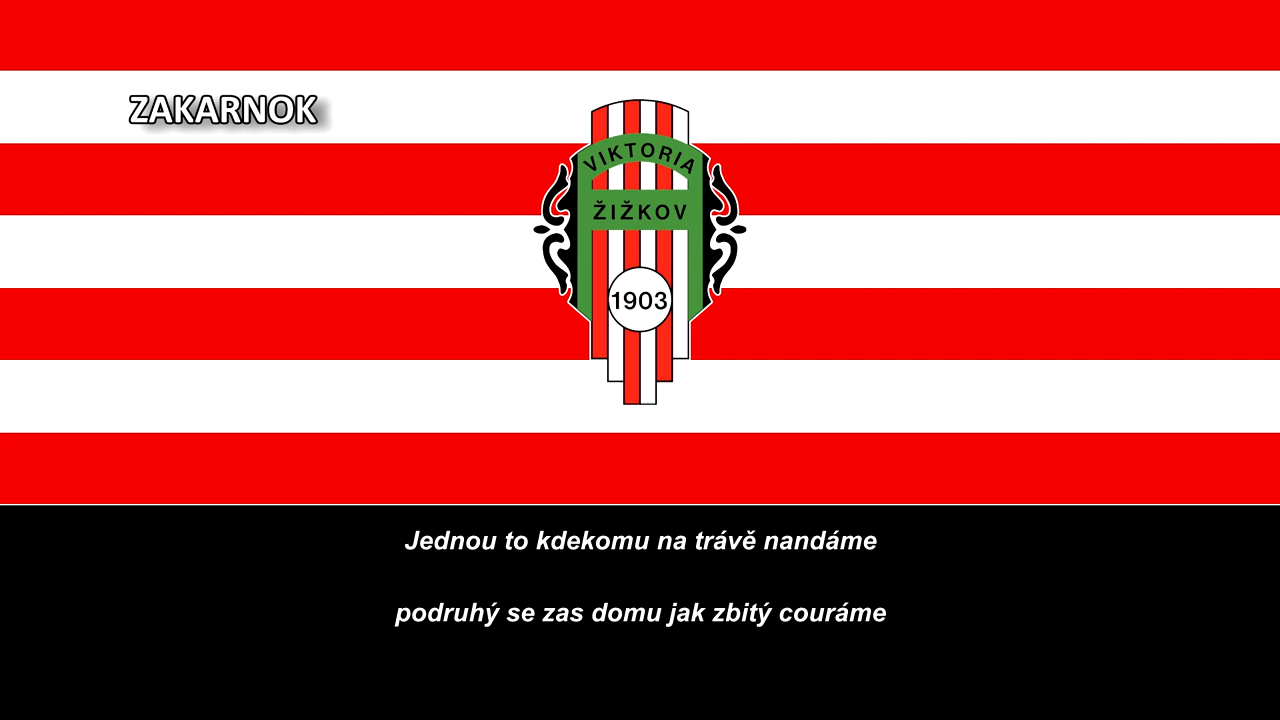 ZAKARNOK
VIKTORIA
ŽIŽKOV
1903
Jednou to kdekomu na trávě nandáme
podruhý se zas domu jak zbitý couráme